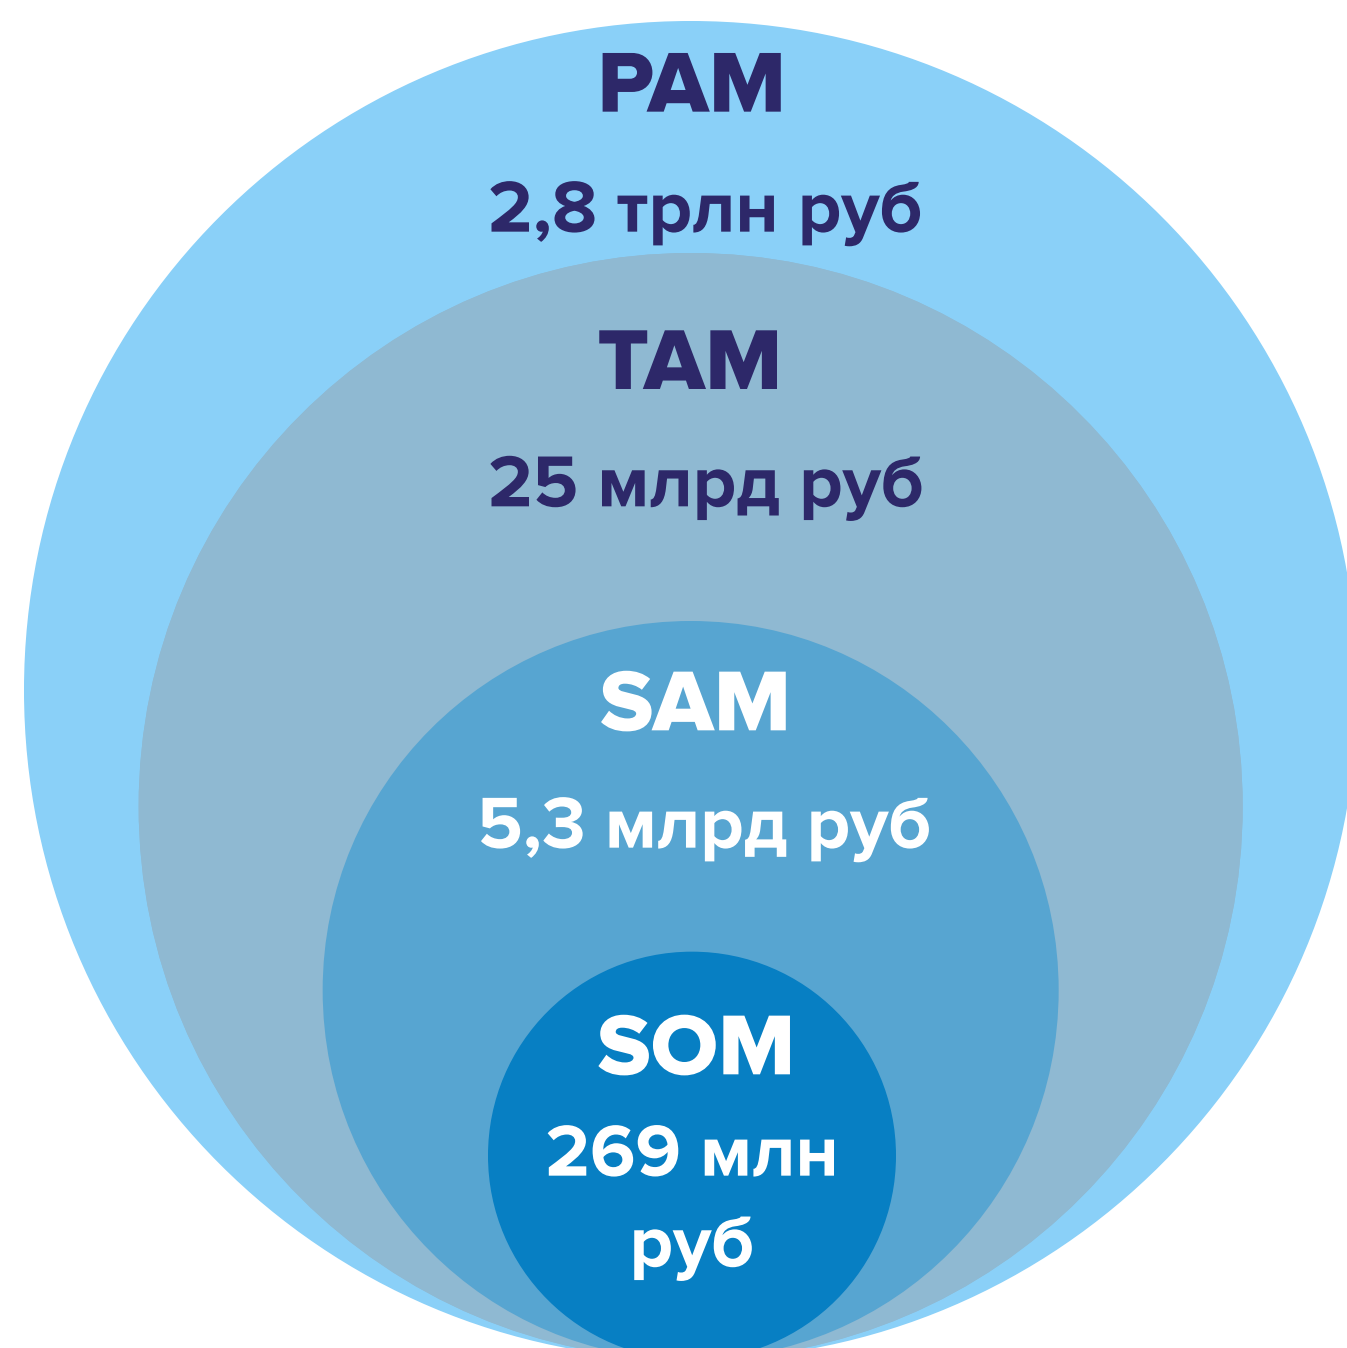 PAM
2,8 трлн руб
TAM
25 млрд руб
SAM
5,3 млрд руб
SOM
269 млн
руб